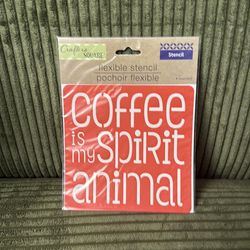 Crafter's
SQUARE
Stencil
flexible stencil
pochoir flexible
coffee
is
my spirit
animal